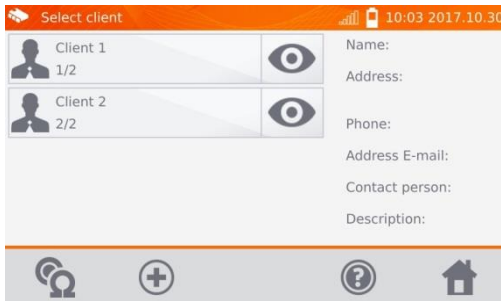 Select client
10:03 2017.10.30
Client 1
1/2
Client 2
2/2
Name:
Address:
Phone:
Address E-mail:
Contact person:
Description: